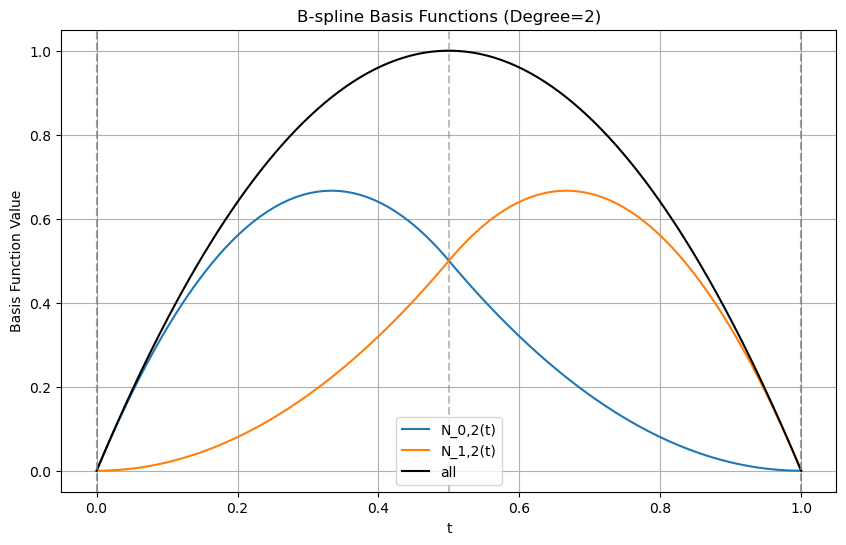 B-spline Basis Functions (Degree=2)
Basis Function Value
1.0
0.8
0.6
0.4
0.2
0.0
N_0,2(t)
N_1,2(t)
all
0.0 0.2 0.4 0.6 0.8 1.0
t